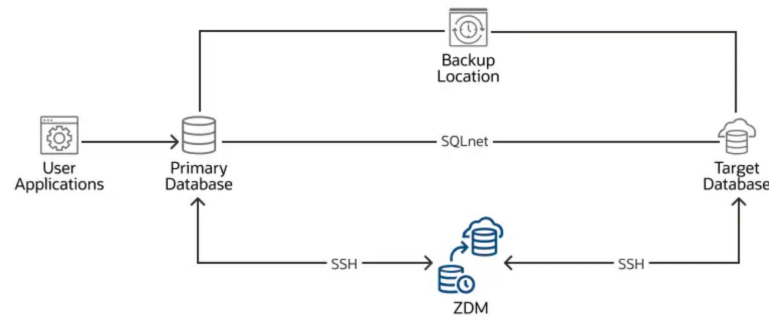 Backup
Location
SQLnet
User
Applications
Primary
Database
Target
Database
SSH
SSH
ZDM